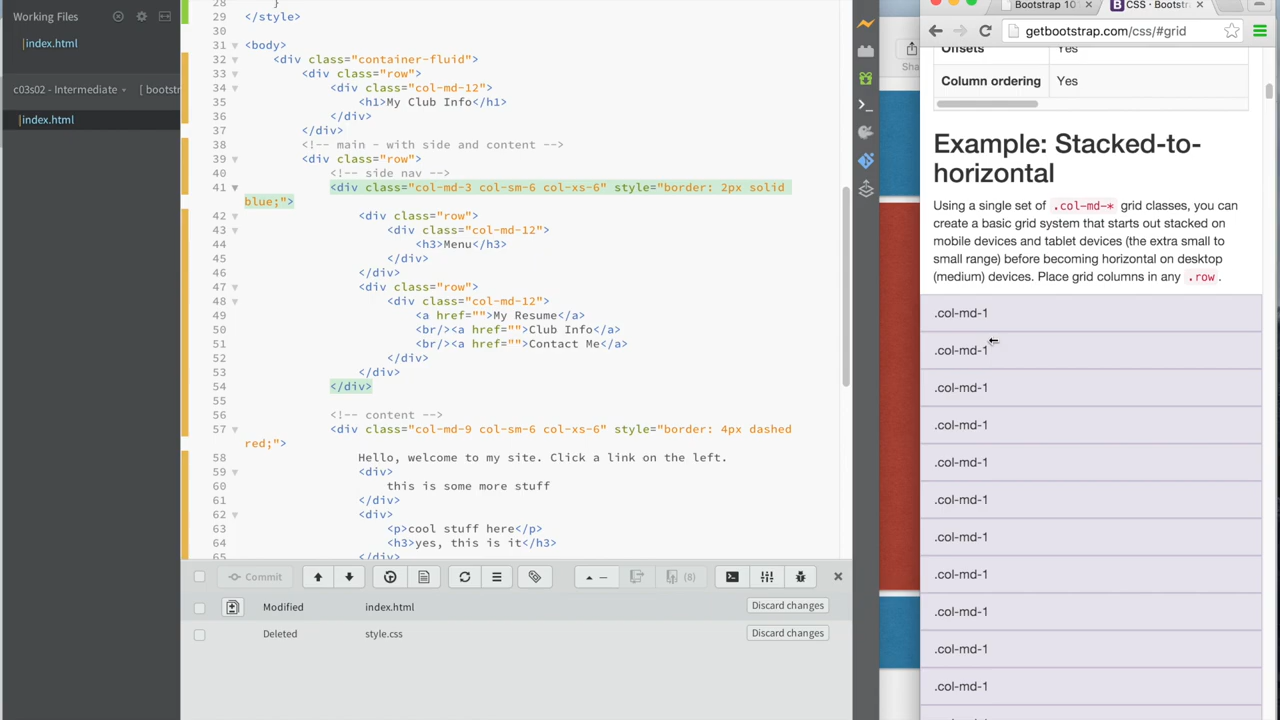 Working Files
index.html
c03s02 - Intermediate
[ bootstr
index.html
28 }
29 </style>
30
31 <body>
32 <div class="container-fluid">
33 <div class="row">
34 <div class="col-md-12">
35 <h1>My Club Info</h1>
36 </div>
37 </div>
38 <!-- main - with side and content -->
39 <div class="row">
40 <!-- side nav -->
41 <div class="col-md-3 col-sm-6 col-xs-6" style="border: 2px solid
blue;">
42 <div class="row">
43 <div class="col-md-12">
44 <h3>Menu</h3>
45 </div>
46 </div>
47 <div class="row">
48 <div class="col-md-12">
49 <a href="">My Resume</a>
50 <br/><a href="">Club Info</a>
51 <br/><a href="">Contact Me</a>
52 </div>
53 </div>
54 </div>
55
56 <!-- content -->
57 <div class="col-md-9 col-sm-6 col-xs-6" style="border: 4px dashed
red;">
58 Hello, welcome to my site. Click a link on the left.
59 <div>
60 this is some more stuff
61 </div>
62 <div>
63 <p>cool stuff here</p>
64 <h3>yes, this is it</h3>
65 </div>
Commit
(8)
Modified index.html Discard changes
Deleted style.css Discard changes
Sha
Bootstrap 10
CSS · Bootst
getbootstrap.com/css/#grid
Offsets Yes
Column ordering Yes
Example: Stacked-to-
horizontal
Using a single set of .col-md-* grid classes, you can
create a basic grid system that starts out stacked on
mobile devices and tablet devices (the extra small to
small range) before becoming horizontal on desktop
(medium) devices. Place grid columns in any .row .
.col-md-1
.col-md-1
.col-md-1
.col-md-1
.col-md-1
.col-md-1
.col-md-1
.col-md-1
.col-md-1
.col-md-1
.col-md-1